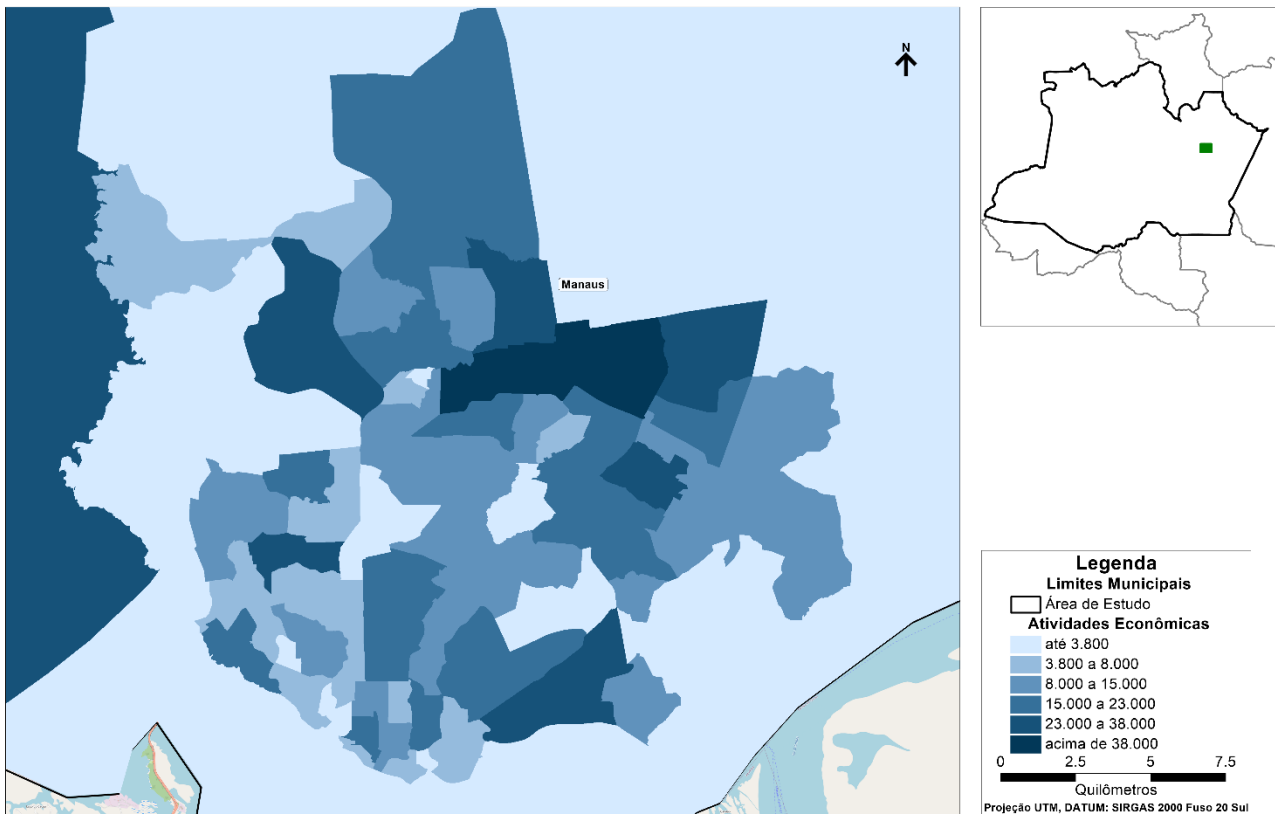 N
Manaus
Legenda
Limites Municipais
Área de Estudo
Atividades Econômicas
até 3.800
3.800 a 8.000
8.000 a 15.000
15.000 a 23.000
23.000 a 38.000
acima de 38.000
0 2.5 5 7.5
Quilômetros
Projeção UTM, DATUM: SIRGAS 2000 Fuso 20 Sul